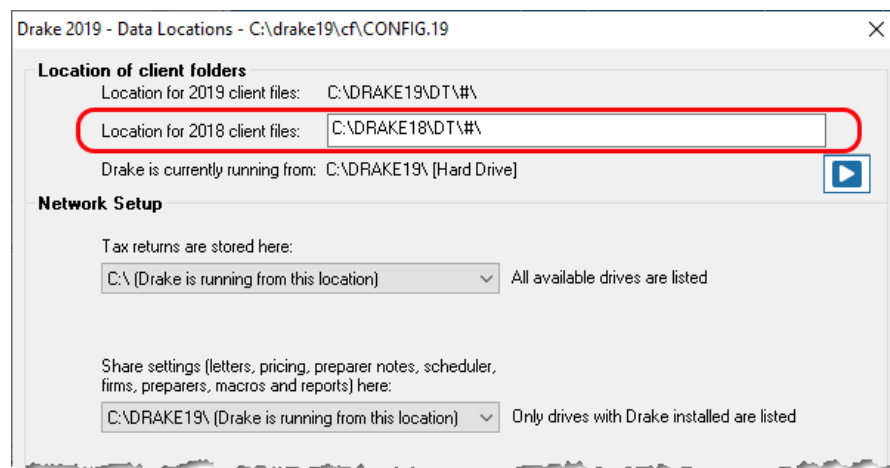 Drake 2019 - Data Locations - C:\drake19\cf\CONFIG.19
Location of client folders
Location for 2019 client files: C:\DRAKE19\DT\#\
Location for 2018 client files: C:\DRAKE18\DT\#\
Drake is currently running from: C:\DRAKE19\ [Hard Drive]
Network Setup
Tax returns are stored here:
C:\ (Drake is running from this location) All available drives are listed
Share settings (letters, pricing, preparer notes, scheduler,
firms, preparers, macros and reports) here:
C:\DRAKE19\ (Drake is running from this location) Only drives with Drake installed are listed